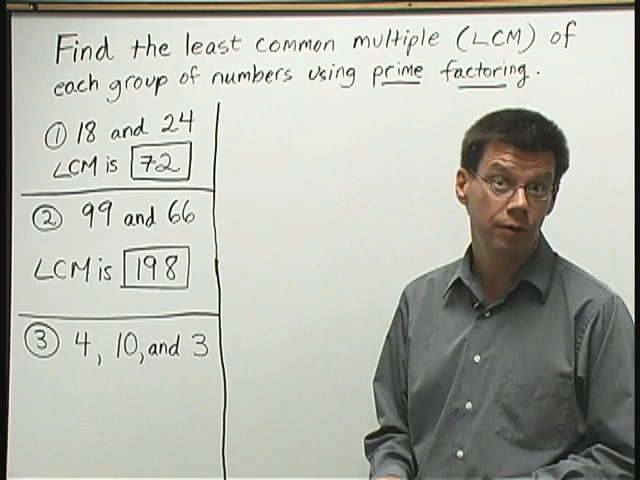 Find the least common multiple (LCM) of
each group of numbers using prime factoring.
① 18 and 24
LCM is 72
② 99 and 66
LCM is 198
③ 4, 10, and 3